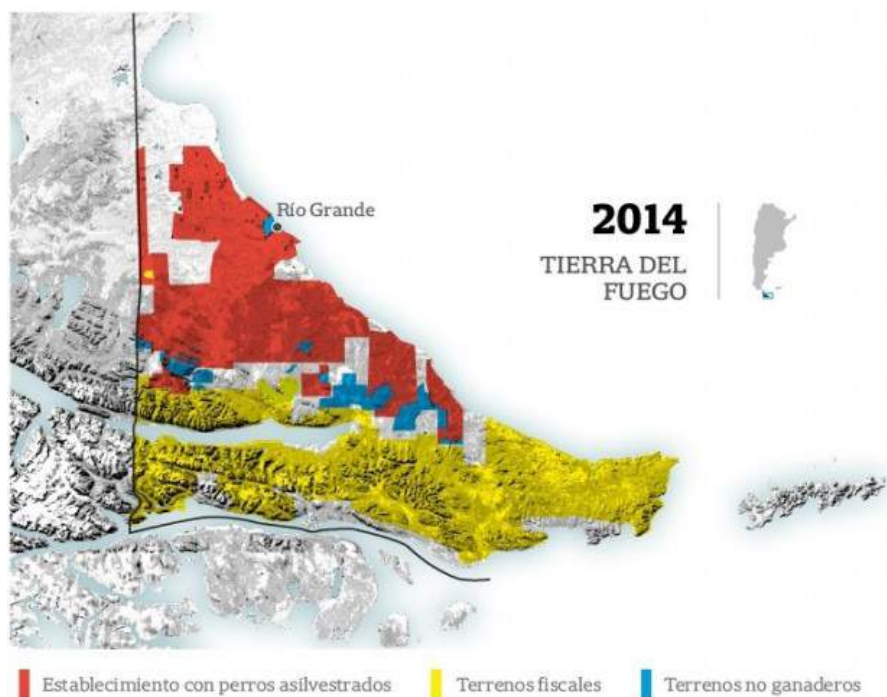 Río Grande
2014
TIERRA DEL
FUEGO
Establecimiento con perros asilvestrados
Terrenos fiscales
Terrenos no ganaderos